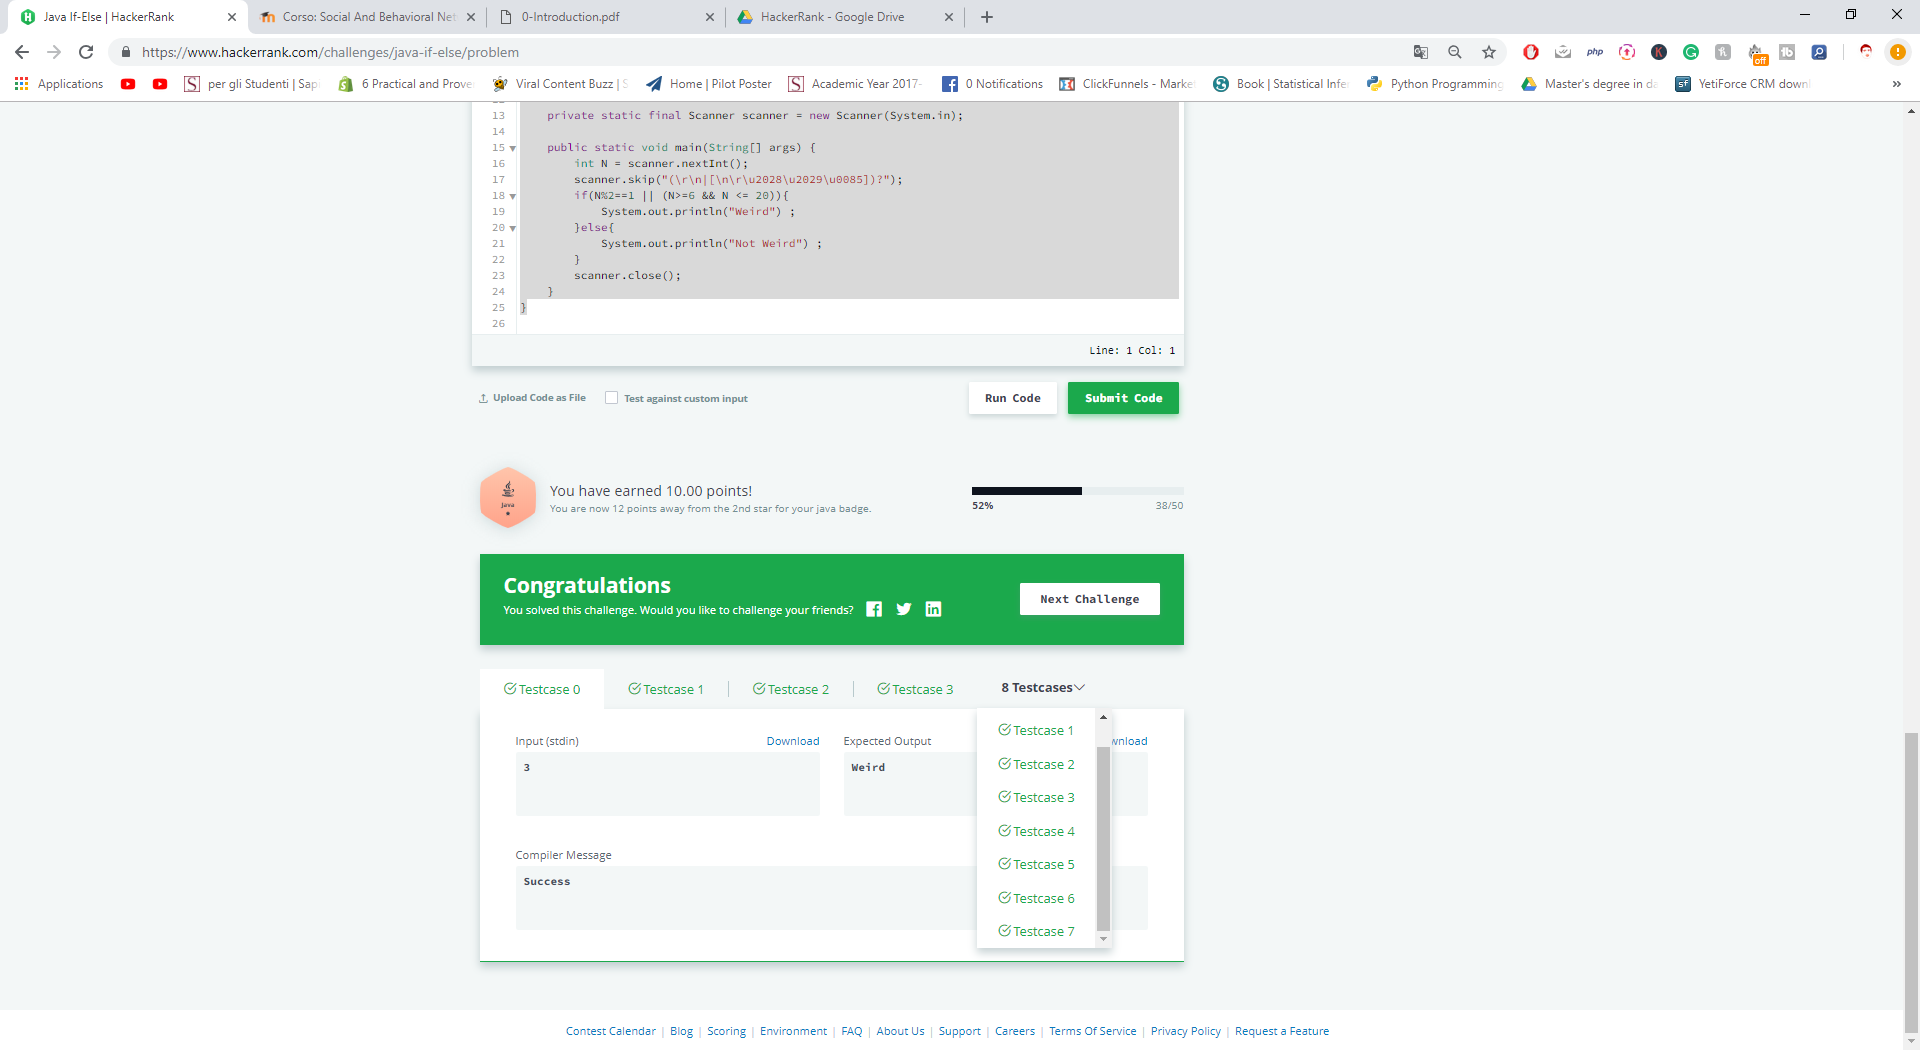 Java If-Else | HackerRank
Corso: Social And Behavioral Net
0-Introduction.pdf
HackerRank - Google Drive
https://www.hackerrank.com/challenges/java-if-else/problem
php
off
Applications
per gli Studenti | Sapi
6 Practical and Prove
Viral Content Buzz | S
Home | Pilot Poster
Academic Year 2017-
0 Notifications
ClickFunnels - Market
Book | Statistical Infer
Python Programming
Master's degree in da
YetiForce CRM down
13 private static final Scanner scanner = new Scanner(System.in);
14
15 public static void main(String[] args) {
16 int N = scanner.nextInt();
17 scanner.skip("(\r\n|[\n\r\u2028\u2029\u0085])?");
18 if(N%2==1 || (N>=6 && N <= 20)){
19 System.out.println("Weird") ;
20 }else{
21 System.out.println("Not Weird") ;
22 }
23 scanner.close();
24 }
25 }
26
Line: 1 Col: 1
Upload Code as File
Test against custom input
Run Code
Submit Code
Java
You have earned 10.00 points!
You are now 12 points away from the 2nd star for your java badge.
52%
38/50
Congratulations
You solved this challenge. Would you like to challenge your friends?
Next Challenge
Testcase 0
Testcase 1
Testcase 2
Testcase 3
8 Testcases
Input (stdin)
Download
3
Expected Output
wnload
Weird
Testcase 1
Testcase 2
Testcase 3
Testcase 4
Testcase 5
Testcase 6
Testcase 7
Compiler Message
Success
Contest Calendar | Blog | Scoring | Environment | FAQ | About Us | Support | Careers | Terms Of Service | Privacy Policy | Request a Feature